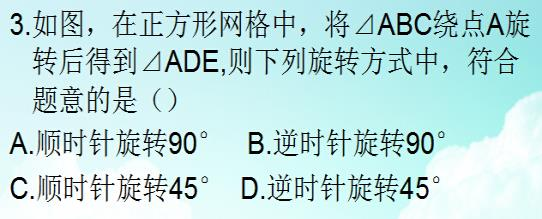 3.如图，在正方形网格中，将⊿ABC绕点A旋
转后得到⊿ADE,则下列旋转方式中，符合
题意的是（）
A.顺时针旋转90° B.逆时针旋转90°
C.顺时针旋转45° D.逆时针旋转45°